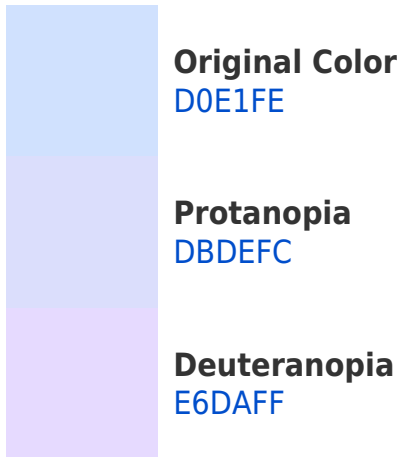 Original Color
D0E1FE
Protanopia
DBDEFC
Deuteranopia
E6DAFF